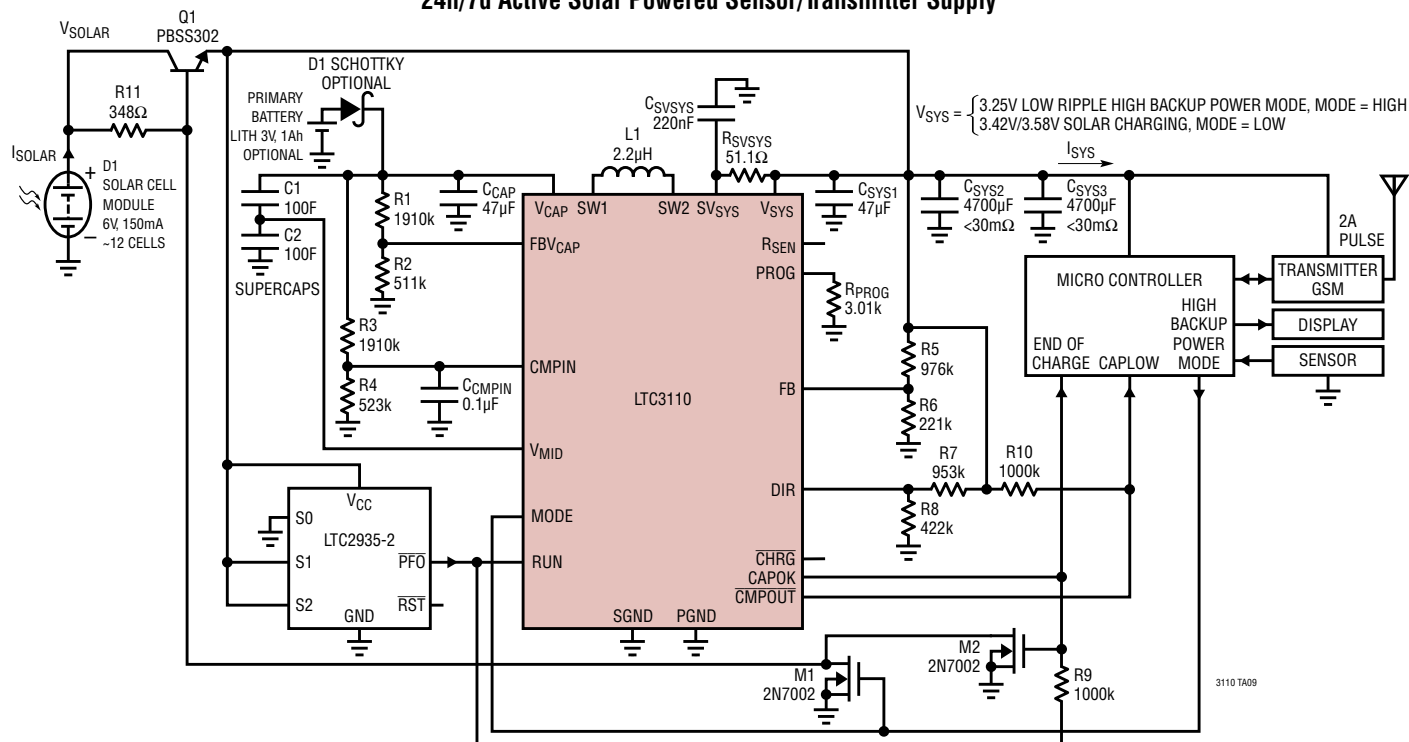 24h/7d Active Solar Powered Sensor/Transmitter Supply
VSOLAR
Q1
PBSS302
R11
348Ω
ISOLAR
+
D1
SOLAR CELL
MODULE
6V, 150mA
~12 CELLS
–
D1 SCHOTTKY
OPTIONAL
PRIMARY
BATTERY
LITH 3V, 1Ah
OPTIONAL
C1
100F
C2
100F
SUPERCAPS
R1
1910k
R2
511k
R3
1910k
R4
523k
CCAP
47µF
CCMPIN
0.1µF
L1
2.2µH
CSVSYS
220nF
RSVSYS
51.1Ω
VSYS = { 3.25V LOW RIPPLE HIGH BACKUP POWER MODE, MODE = HIGH
3.42V/3.58V SOLAR CHARGING, MODE = LOW
ISYS
CSYS1
47µF
CSYS2
4700µF
<30mΩ
CSYS3
4700µF
<30mΩ
2A
PULSE
VCAP
SW1
SW2
SVSYS
VSYS
FBVCAP
RSEN
PROG
RPROG
3.01k
CMPIN
LTC3110
FB
VMID
DIR
MODE
RUN
CHRG
CAPOK
CMPOUT
SGND
PGND
R5
976k
R6
221k
R7
953k
R10
1000k
R8
422k
MICRO CONTROLLER
HIGH
BACKUP
POWER
MODE
END OF
CHARGE
CAPLOW
TRANSMITTER
GSM
DISPLAY
SENSOR
VCC
S0
LTC2935-2
S1
PFO
S2
RST
GND
M1
2N7002
M2
2N7002
R9
1000k
3110 TA09